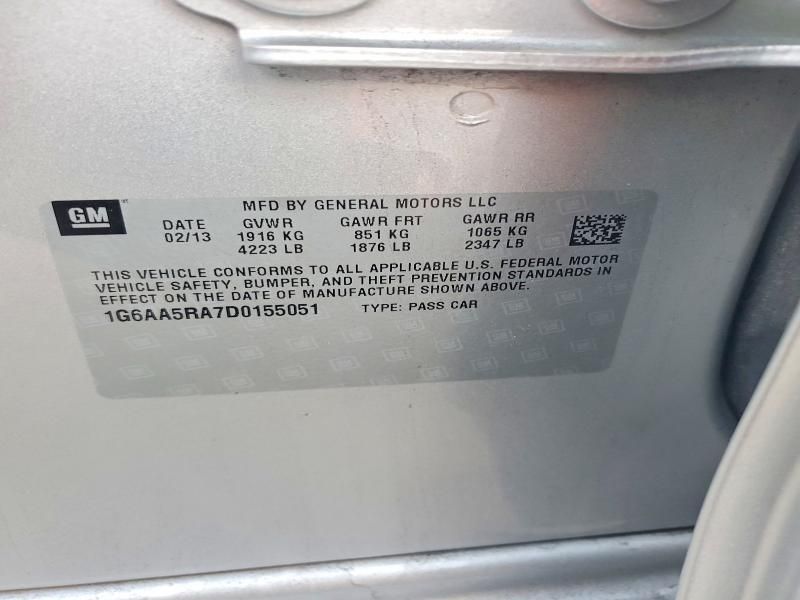 GM
MFD BY GENERAL MOTORS LLC
DATE GVWR GAWR FRT GAWR RR
02/13 1916 KG 851 KG 1065 KG
4223 LB 1876 LB 2347 LB
THIS VEHICLE CONFORMS TO ALL APPLICABLE U.S. FEDERAL MOTOR
VEHICLE SAFETY, BUMPER, AND THEFT PREVENTION STANDARDS IN
EFFECT ON THE DATE OF MANUFACTURE SHOWN ABOVE.
1G6AA5RA7D0155051 TYPE: PASS CAR